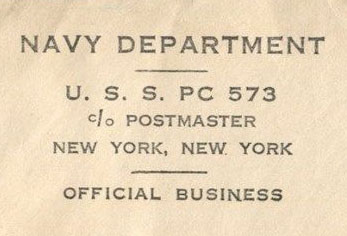 NAVY DEPARTMENT
U. S. S. PC 573
c/o POSTMASTER
NEW YORK, NEW YORK
OFFICIAL BUSINESS